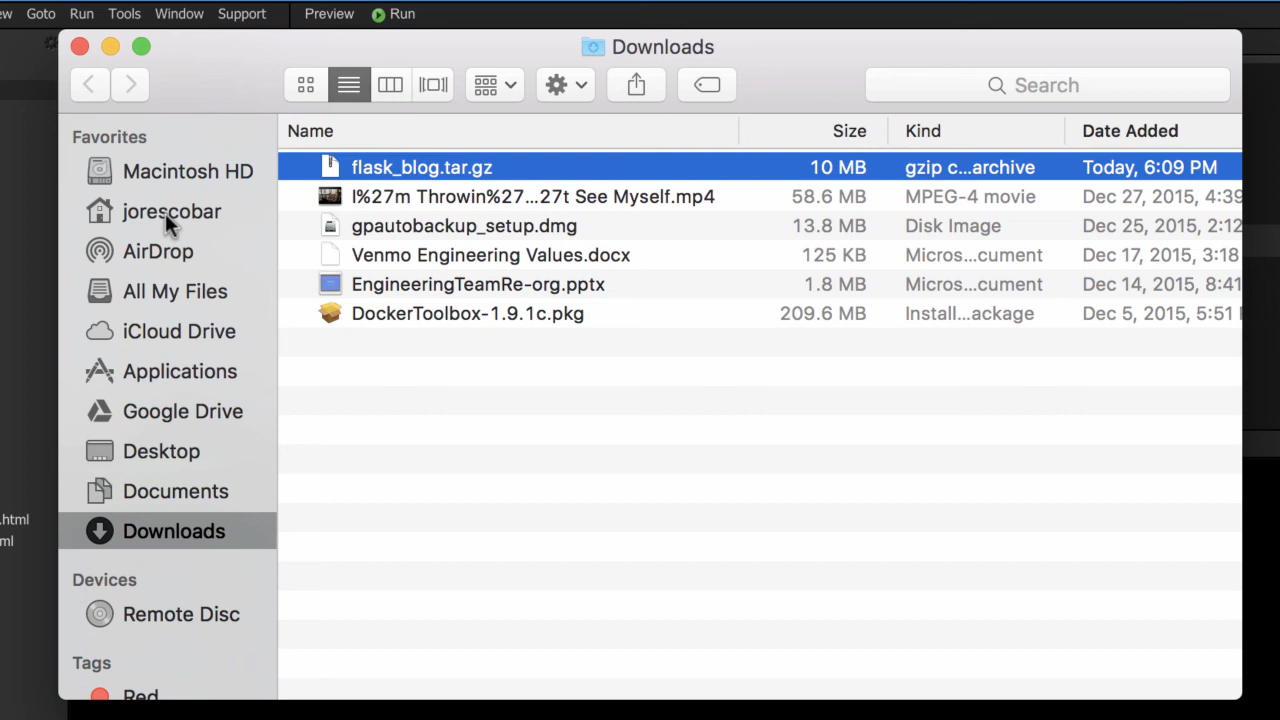 ew Goto Run Tools Window Support Preview Run
Downloads
Search
Favorites
Macintosh HD
jorescobar
AirDrop
All My Files
iCloud Drive
Applications
Google Drive
Desktop
Documents
Downloads
Devices
Remote Disc
Tags
Red
Name Size Kind Date Added
flask_blog.tar.gz 10 MB gzip c...archive Today, 6:09 PM
I%27m Throwin%27...27t See Myself.mp4 58.6 MB MPEG-4 movie Dec 27, 2015, 4:39
gpautobackup_setup.dmg 13.8 MB Disk Image Dec 25, 2015, 2:12
Venmo Engineering Values.docx 125 KB Micros...cument Dec 17, 2015, 3:18
EngineeringTeamRe-org.pptx 1.8 MB Micros...cument Dec 14, 2015, 8:41
DockerToolbox-1.9.1c.pkg 209.6 MB Install...ackage Dec 5, 2015, 5:51
.html
ml